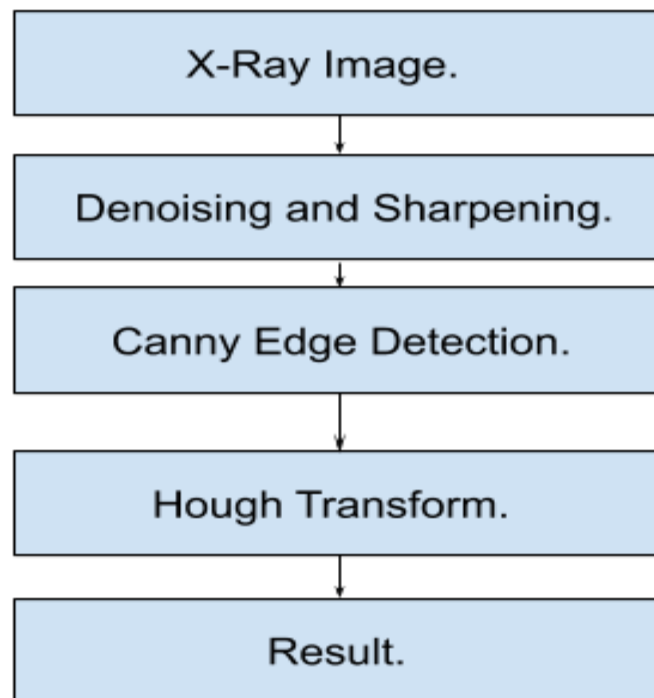 X-Ray Image.
Denoising and Sharpening.
Canny Edge Detection.
Hough Transform.
Result.